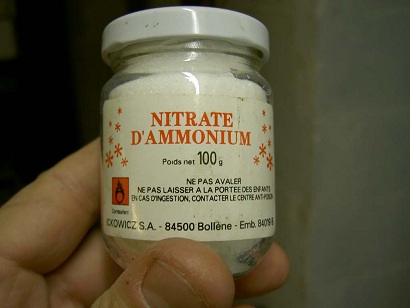 NITRATE
D'AMMONIUM
Poids net 100 g
NE PAS AVALER
NE PAS LAISSER A LA PORTEE DES ENFANTS
EN CAS D'INGESTION, CONTACTER LE CENTRE ANTI-POISON
Comburant
S.A. - 84500 Bollène - Emb.